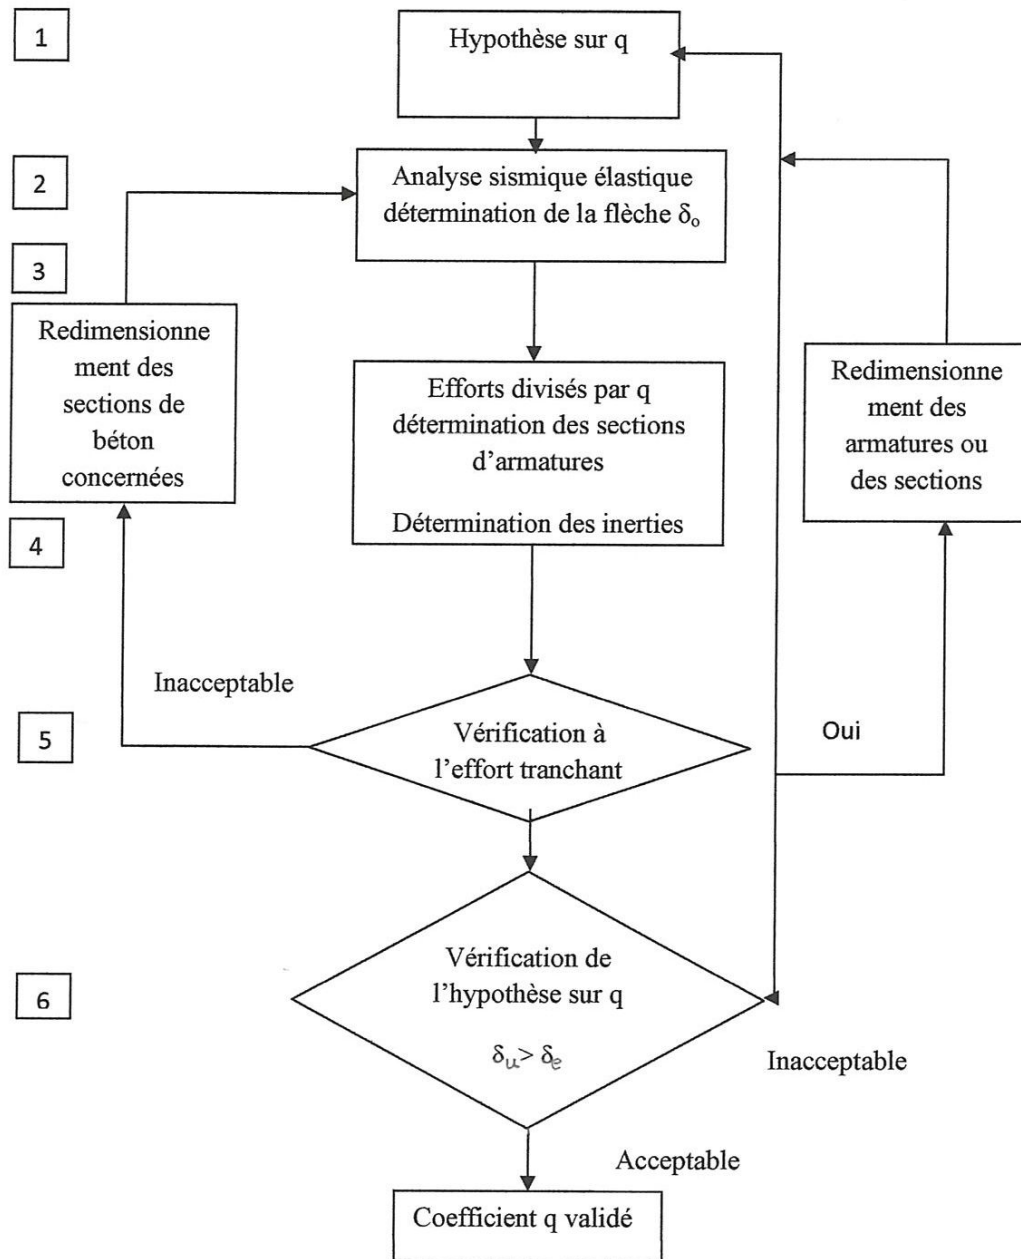 1
Hypothèse sur q
2
Analyse sismique élastique
détermination de la flèche δₒ
3
Redimensionne
ment des
sections de
béton
concernées
Efforts divisés par q
détermination des sections
d'armatures
Détermination des inerties
Redimensionne
ment des
armatures ou
des sections
4
Inacceptable
5
Vérification à
l'effort tranchant
Oui
6
Vérification de
l'hypothèse sur q
δᵤ> δₑ
Inacceptable
Acceptable
Coefficient q validé